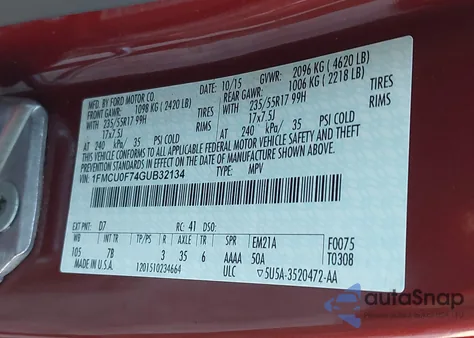 MFD. BY FORD MOTOR CO.
10/15 GVWR: 2096 KG (4620 LB)
FRONT GAWR: 1098 KG (2420 LB) REAR GAWR: 1006 KG (2218 LB)
WITH 235/55R17 99H TIRES WITH 235/55R17 99H TIRES
17x7.5J RIMS 17x7.5J RIMS
AT 240 kPa/ 35 PSI COLD AT 240 kPa/ 35 PSI COLD
THIS VEHICLE CONFORMS TO ALL APPLICABLE FEDERAL MOTOR VEHICLE SAFETY AND THEFT
PREVENTION STANDARDS IN EFFECT ON THE DATE OF MANUFACTURE SHOWN ABOVE.
VIN: 1FMCU0F74GUB32134
TYPE: MPV
EXT PNT: D7 RC: 41 DSO:
WB INT TR TP/PS R AXLE TR SPR EM21A F0075
105 7B 3 35 6 AAAA 50A T0308
MADE IN U.S.A. 1201510234664 ULC ▽5U5A-3520472-AA
autoSnap